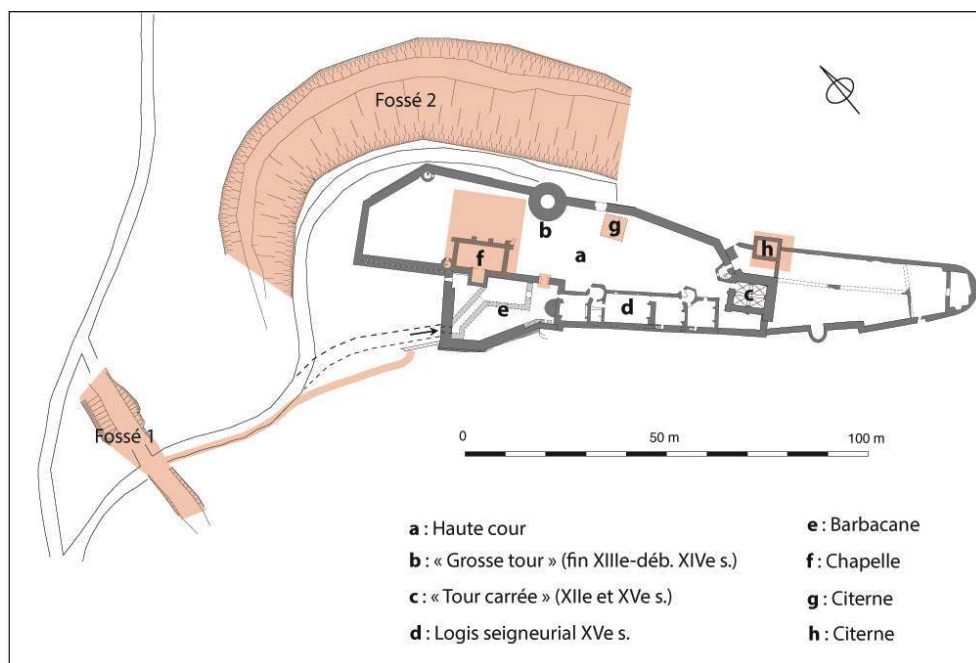 Fossé 2
b
g
a
h
f
c
e
d
Fossé 1
0 50 m 100 m
a : Haute cour
b : « Grosse tour » (fin XIIIe-déb. XIVe s.)
c : « Tour carrée » (XIIe et XVe s.)
d : Logis seigneurial XVe s.
e : Barbacane
f : Chapelle
g : Citerne
h : Citerne